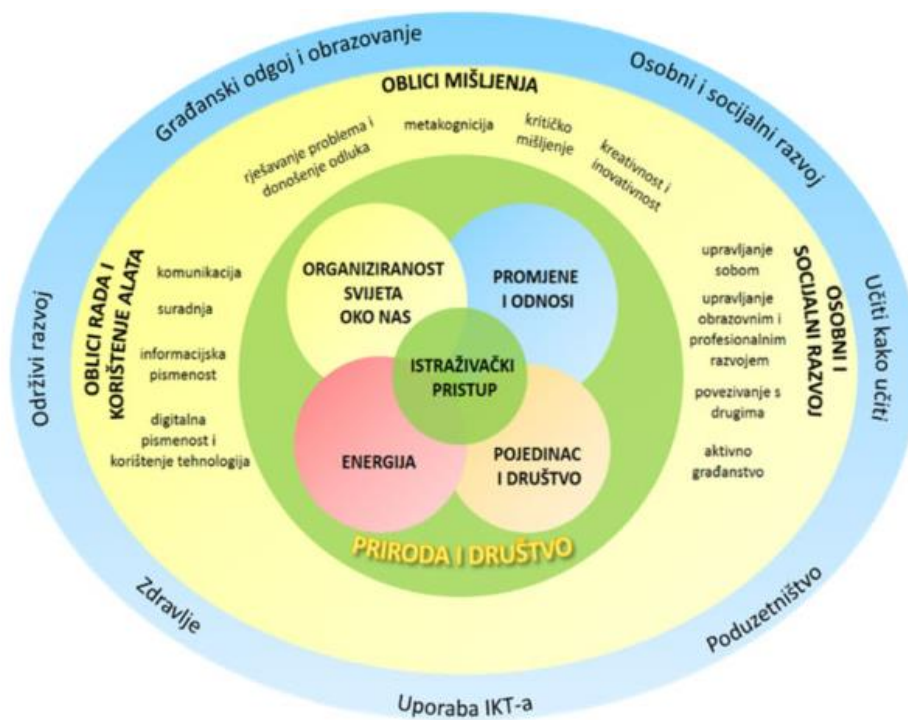 Građanski odgoj i obrazovanje
Osobni i socijalni razvoj
OBLICI MIŠLJENJA
rješavanje problema i
donošenje odluka
metakognicija
kritičko
mišljenje
kreativnost i
inovativnost
Održivi razvoj
OBLICI RADA I
KORIŠTENJE ALATA
komunikacija
suradnja
informacijska
pismenost
digitalna
pismenost i
korištenje tehnologija
ORGANIZIRANOST
SVIJETA
OKO NAS
PROMJENE
I ODNOSI
ISTRAŽIVAČKI
PRISTUP
ENERGIJA
POJEDINAC
I DRUŠTVO
PRIRODA I DRUŠTVO
upravljanje
sobom
upravljanje
obrazovnim i
profesionalnim
razvojem
povezivanje s
drugima
aktivno
građanstvo
OSOBNI I
SOCIJALNI RAZVOJ
Učiti kako učiti
Zdravlje
Uporaba IKT-a
Poduzetništvo